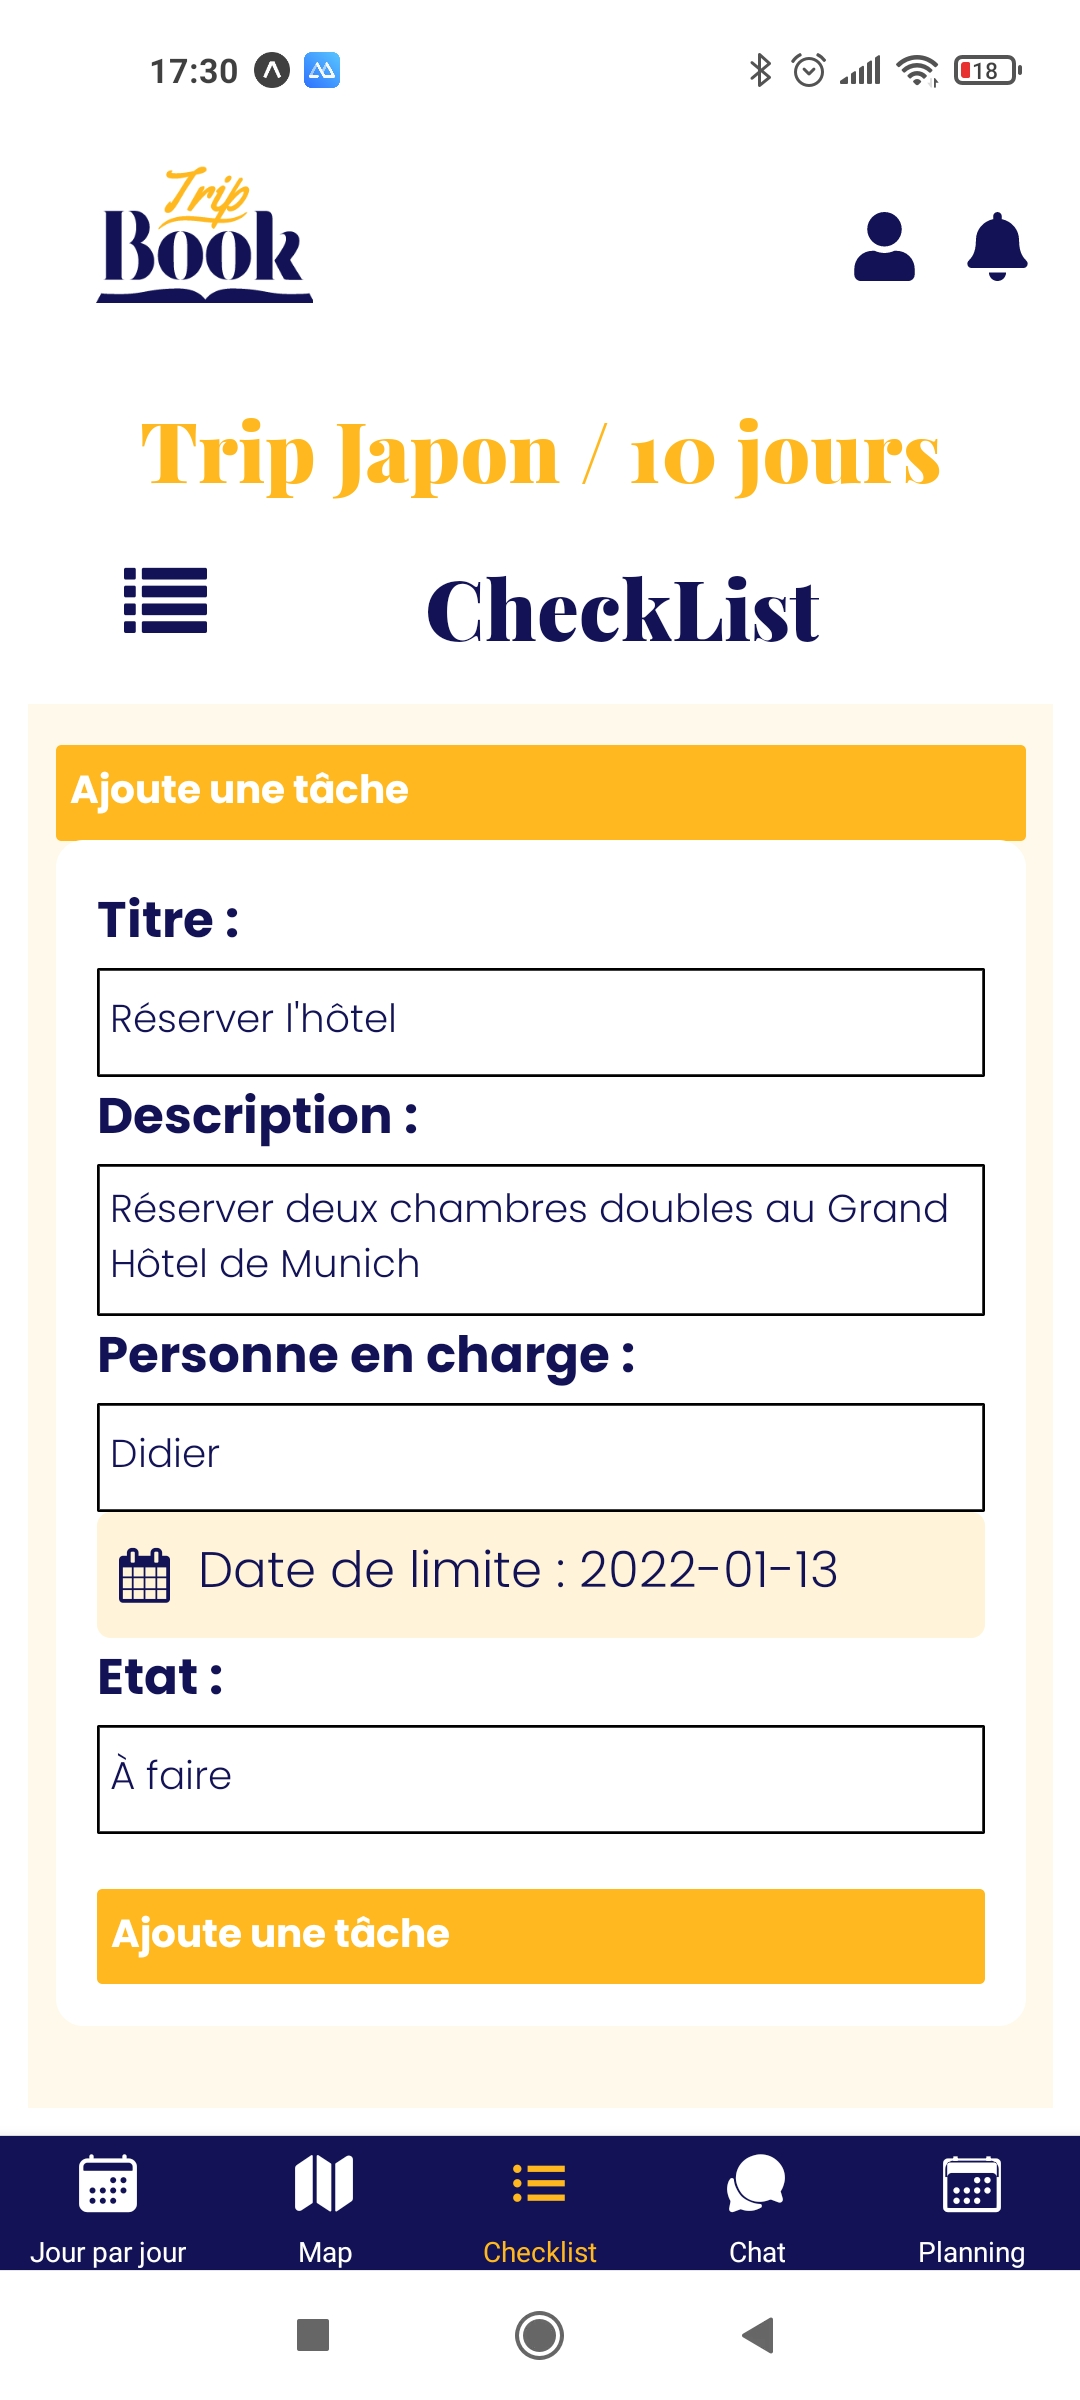 17:30
18
Trip
Book
Trip Japon / 10 jours
CheckList
Ajoute une tâche
Titre :
Réserver l'hôtel
Description :
Réserver deux chambres doubles au Grand
Hôtel de Munich
Personne en charge :
Didier
Date de limite : 2022-01-13
Etat :
À faire
Ajoute une tâche
Jour par jour
Map
Checklist
Chat
Planning